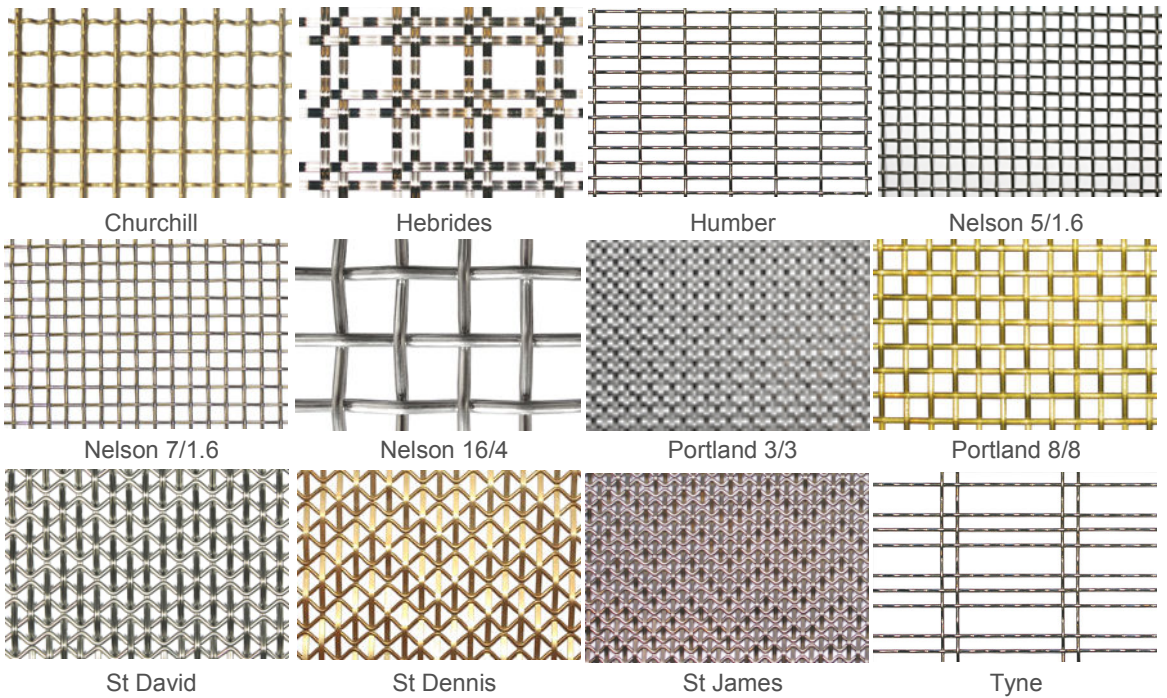 Churchill
Hebrides
Humber
Nelson 5/1.6
Nelson 7/1.6
Nelson 16/4
Portland 3/3
Portland 8/8
St David
St Dennis
St James
Tyne